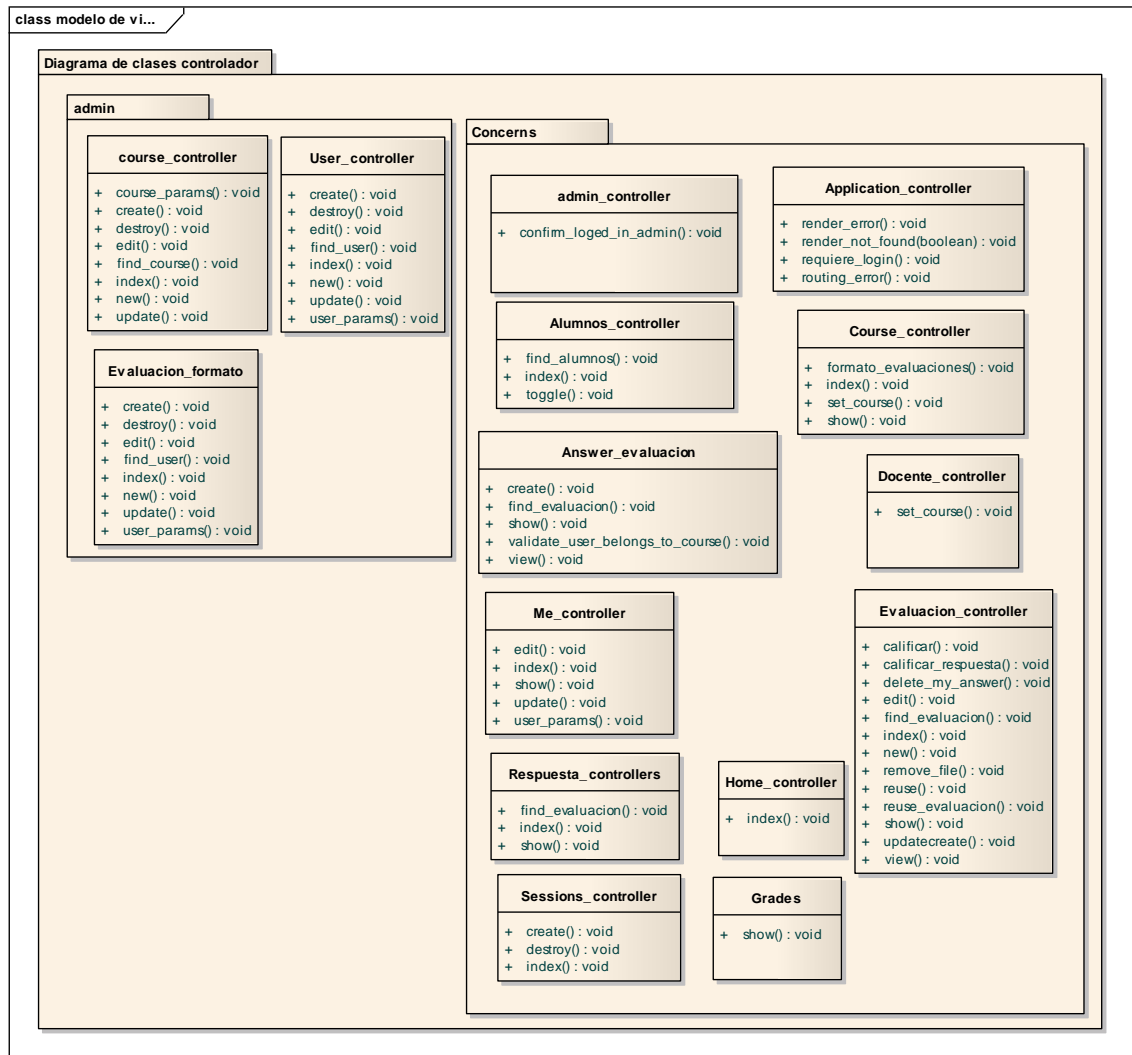 class modelo de vi...
Diagrama de clases controlador
admin
course_controller
+ course_params() : void
+ create() : void
+ destroy() : void
+ edit() : void
+ find_course() : void
+ index() : void
+ new() : void
+ update() : void
User_controller
+ create() : void
+ destroy() : void
+ edit() : void
+ find_user() : void
+ index() : void
+ new() : void
+ update() : void
+ user_params() : void
Evaluacion_formato
+ create() : void
+ destroy() : void
+ edit() : void
+ find_user() : void
+ index() : void
+ new() : void
+ update() : void
+ user_params() : void
Concerns
admin_controller
+ confirm_loged_in_admin() : void
Application_controller
+ render_error() : void
+ render_not_found(boolean) : void
+ requiere_login() : void
+ routing_error() : void
Alumnos_controller
+ find_alumnos() : void
+ index() : void
+ toggle() : void
Course_controller
+ formato_evaluaciones() : void
+ index() : void
+ set_course() : void
+ show() : void
Answer_evaluacion
+ create() : void
+ find_evaluacion() : void
+ show() : void
+ validate_user_belongs_to_course() : void
+ view() : void
Docente_controller
+ set_course() : void
Me_controller
+ edit() : void
+ index() : void
+ show() : void
+ update() : void
+ user_params() : void
Evaluacion_controller
+ calificar() : void
+ calificar_respuesta() : void
+ delete_my_answer() : void
+ edit() : void
+ find_evaluacion() : void
+ index() : void
+ new() : void
+ remove_file() : void
+ reuse() : void
+ reuse_evaluacion() : void
+ show() : void
+ updatecreate() : void
+ view() : void
Respuesta_controllers
+ find_evaluacion() : void
+ index() : void
+ show() : void
Home_controller
+ index() : void
Sessions_controller
+ create() : void
+ destroy() : void
+ index() : void
Grades
+ show() : void